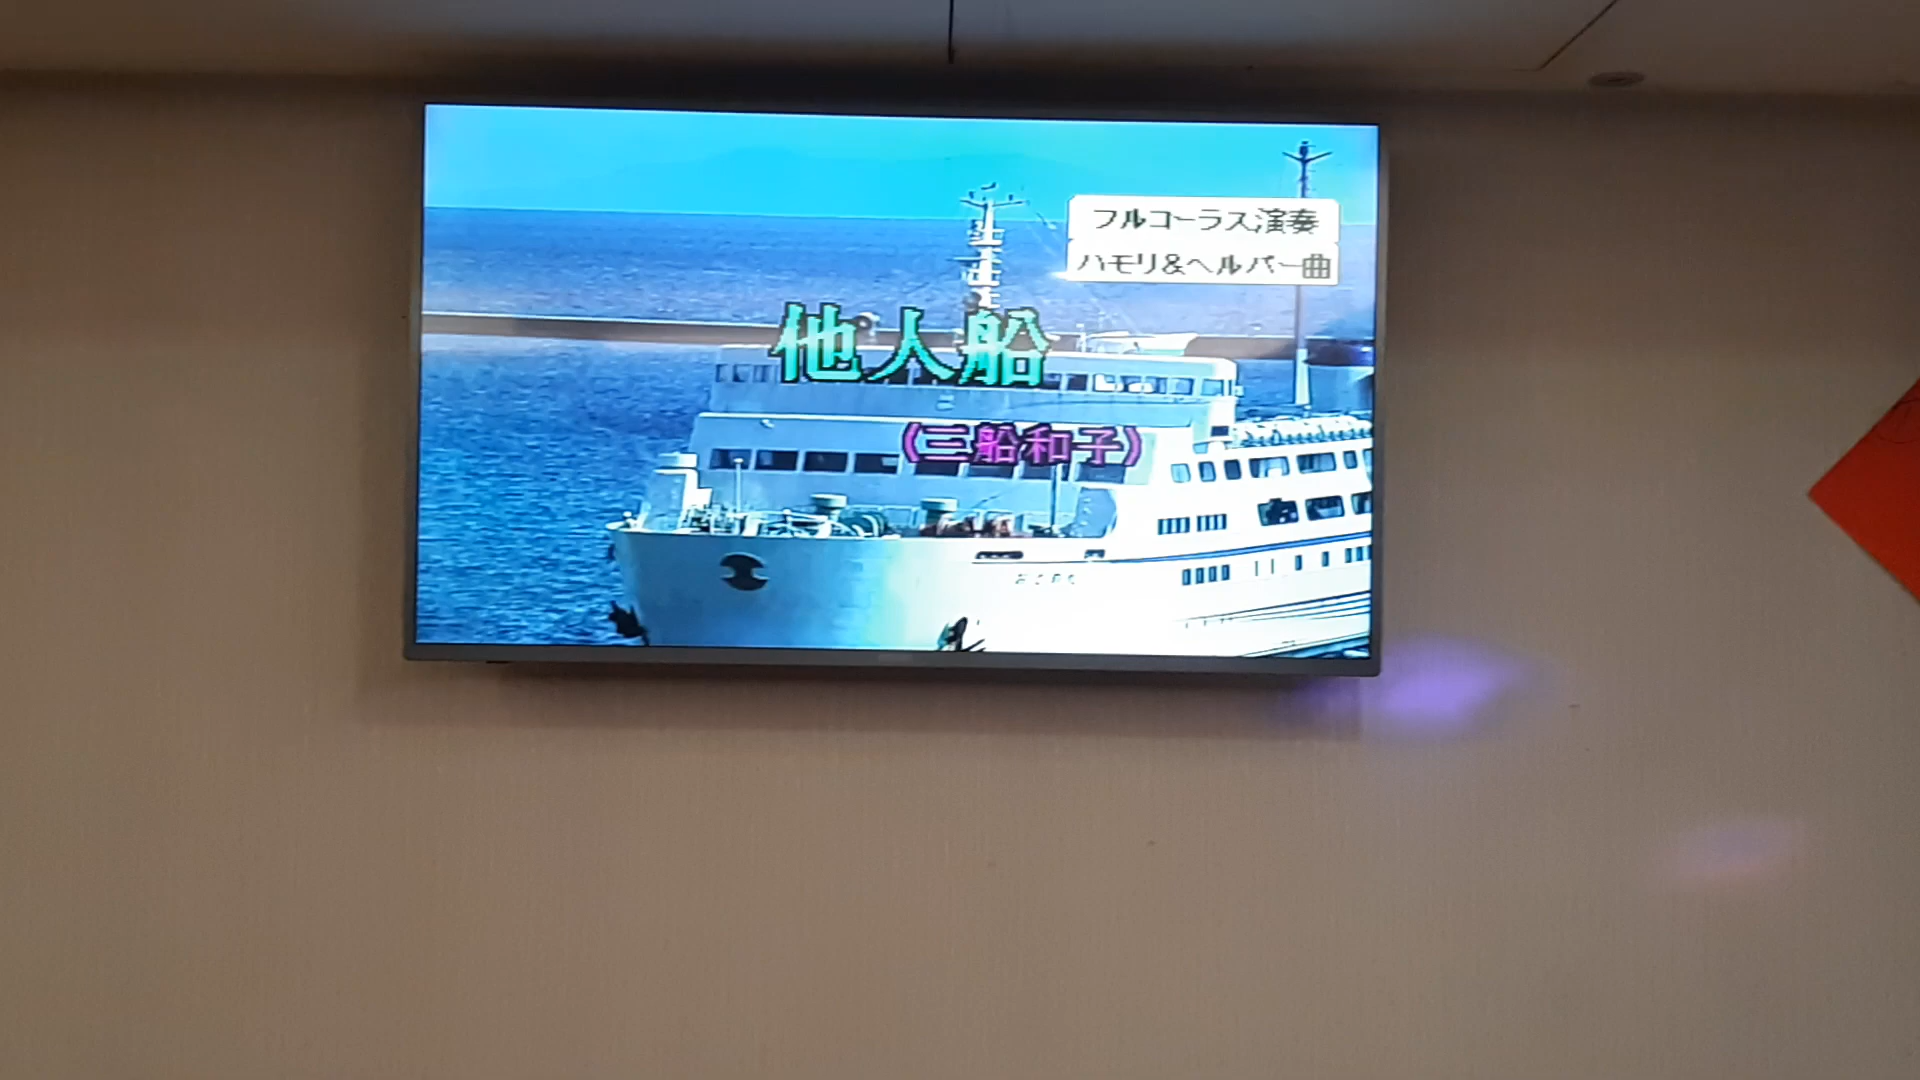 フルコーラス演奏
ハモリ&ヘルパー曲
他人船
(三船和子)